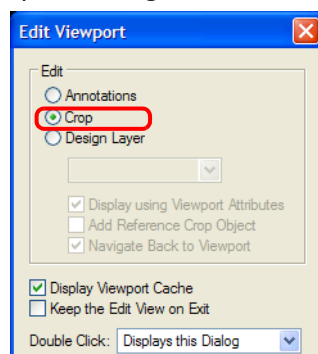 Edit Viewport
Edit
Annotations
Crop
Design Layer
Display using Viewport Attributes
Add Reference Crop Object
Navigate Back to Viewport
Display Viewport Cache
Keep the Edit View on Exit
Double Click: Displays this Dialog